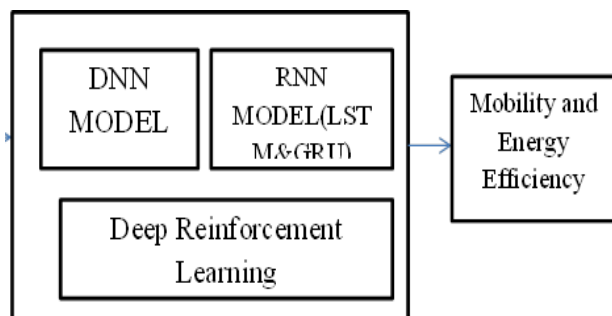 DNN
MODEL
RNN
MODEL(LST
M&GRU)
Deep Reinforcement
Learning
Mobility and
Energy
Efficiency